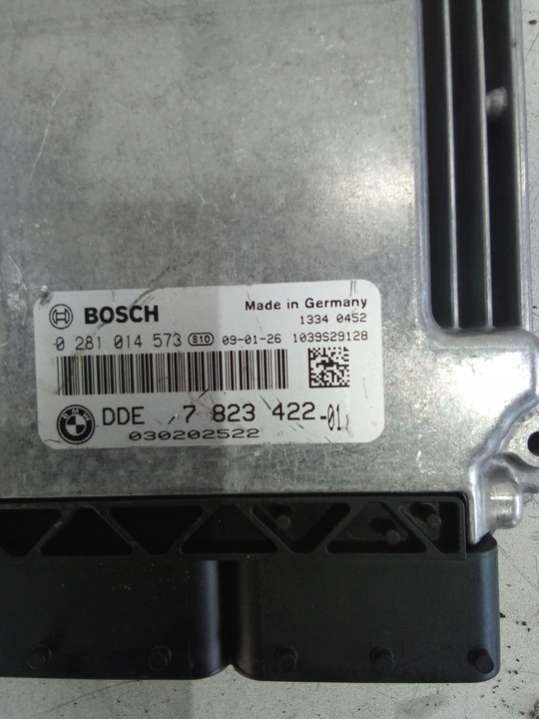 BOSCH
Made in Germany
1334 0452
0 281 014 573 810 09-01-26 1039S29128
DDE 7 823 422-01
030202522